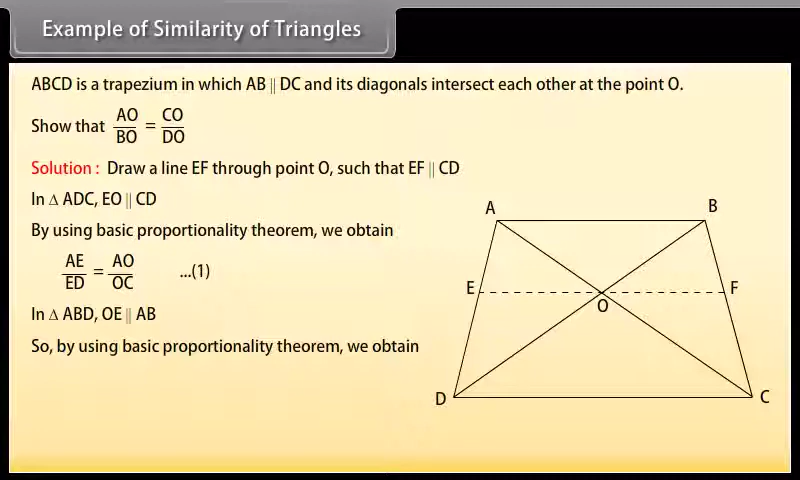 Example of Similarity of Triangles
ABCD is a trapezium in which AB || DC and its diagonals intersect each other at the point O.
Show that AO/BO = CO/DO
Solution : Draw a line EF through point O, such that EF || CD
In Δ ADC, EO || CD
By using basic proportionality theorem, we obtain
AE/ED = AO/OC ...(1)
In Δ ABD, OE || AB
So, by using basic proportionality theorem, we obtain
A B
E F
O
D C